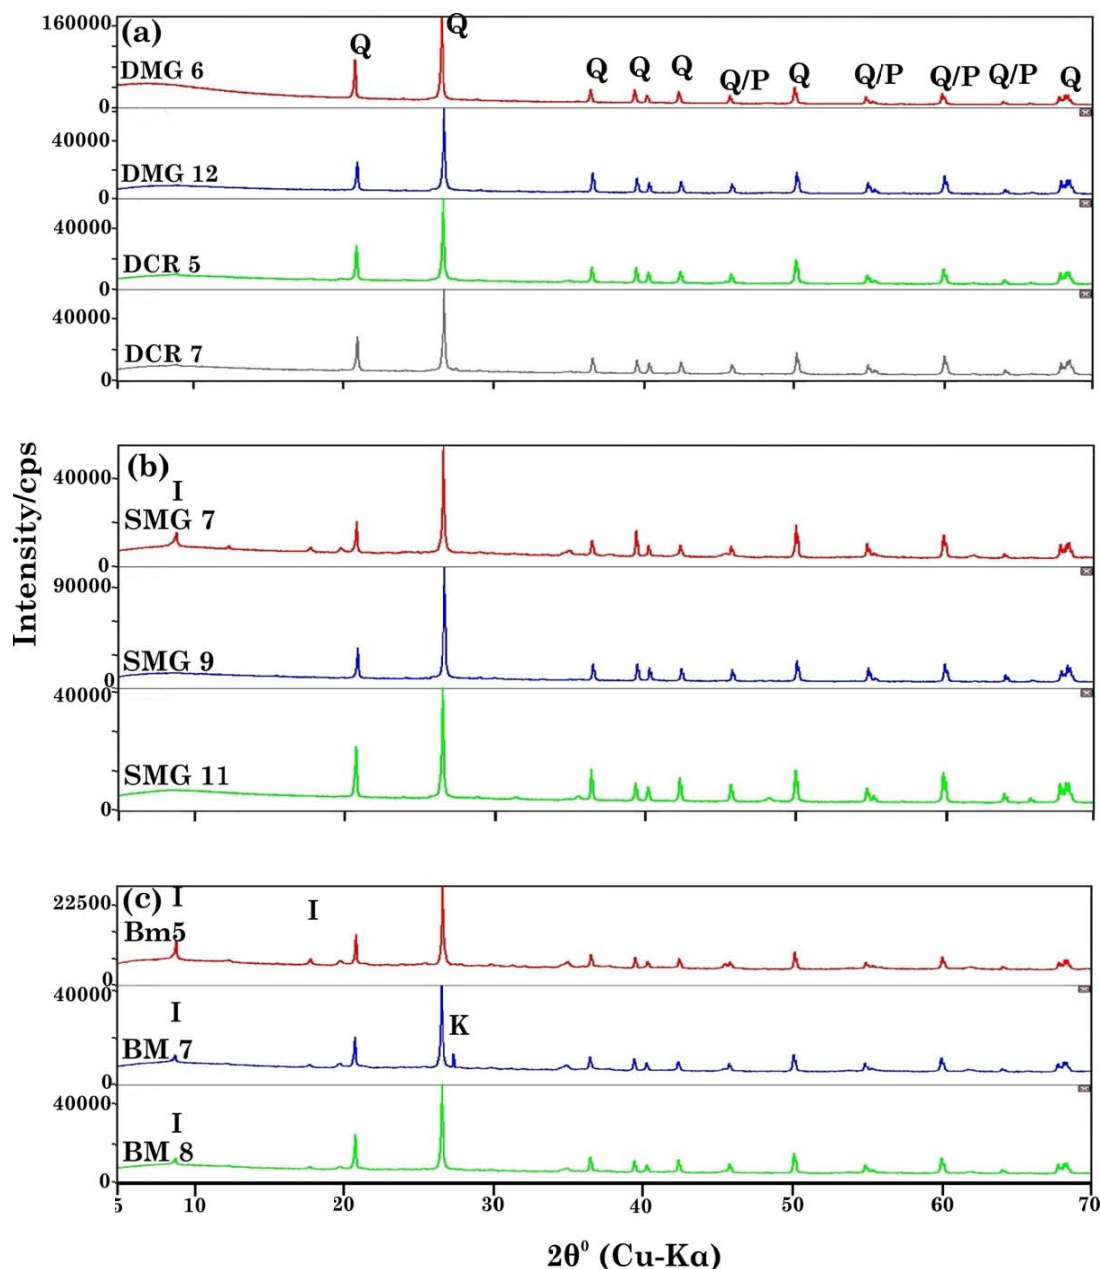 160000 (a) Q Q
DMG 6 Q Q Q Q/P Q Q/P Q/P Q/P Q
0
40000
DMG 12
0
40000
DCR 5
0
40000
DCR 7
0
Intensity/cps
(b)
40000
I
SMG 7
0
90000
SMG 9
0
40000
SMG 11
0
(c) I
22500 I
Bm5
0
40000
I
K
BM 7
0
40000
I
BM 8
0
5 10 20 30 40 50 60 70
2θ⁰ (Cu-Kα)